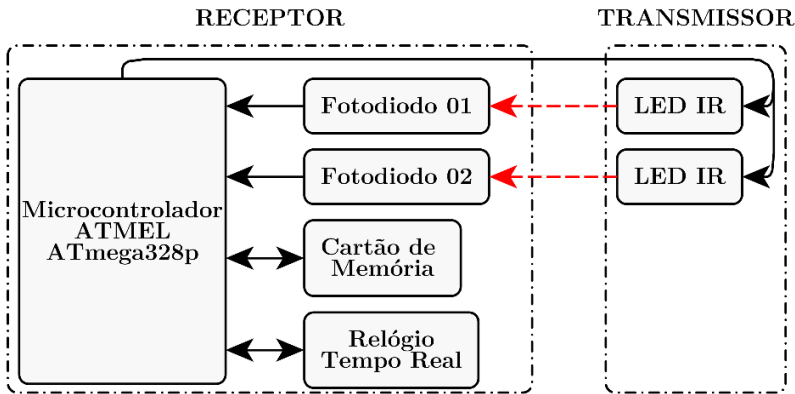 RECEPTOR
TRANSMISSOR
Fotodiodo 01
LED IR
Fotodiodo 02
LED IR
Microcontrolador
ATMEL
ATmega328p
Cartão de
Memória
Relógio
Tempo Real